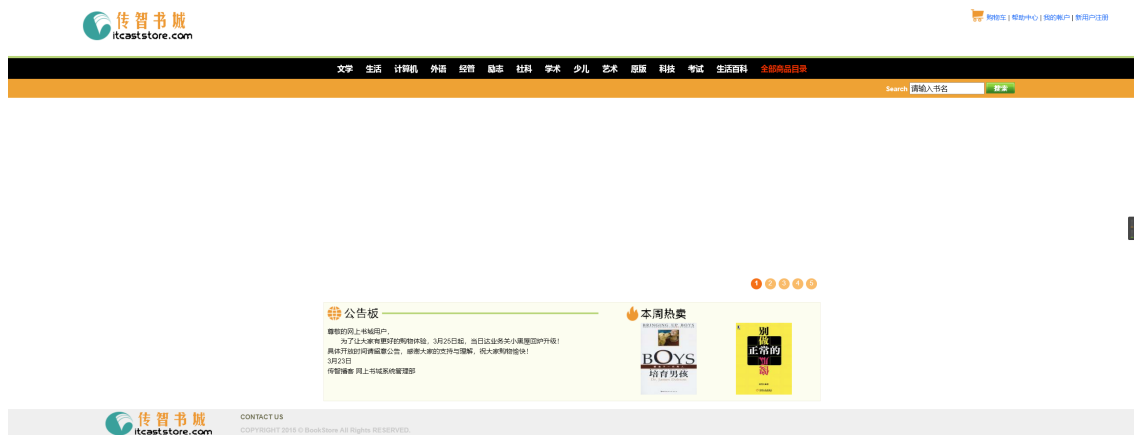 传智书城
itcaststore.com
购物车 | 帮助中心 | 我的帐户 | 新用户注册
文学 生活 计算机 外语 经管 励志 社科 学术 少儿 艺术 原版 科技 考试 生活百科 全部商品目录
Search 请输入书名 搜索
1 2 3 4 5
公告板
尊敬的网上书城用户，
为了让大家有更好的购物体验，3月25日起，当日达业务关小黑屋回炉升级！
具体开放时间请留意公告，感谢大家的支持与理解，祝大家购物愉快！
3月23日
传智播客 网上书城系统管理部
本周热卖
BOYS
培育男孩
别
做
正常的
傻瓜
传智书城
itcaststore.com
CONTACT US
COPYRIGHT 2015 © BookStore All Rights RESERVED.